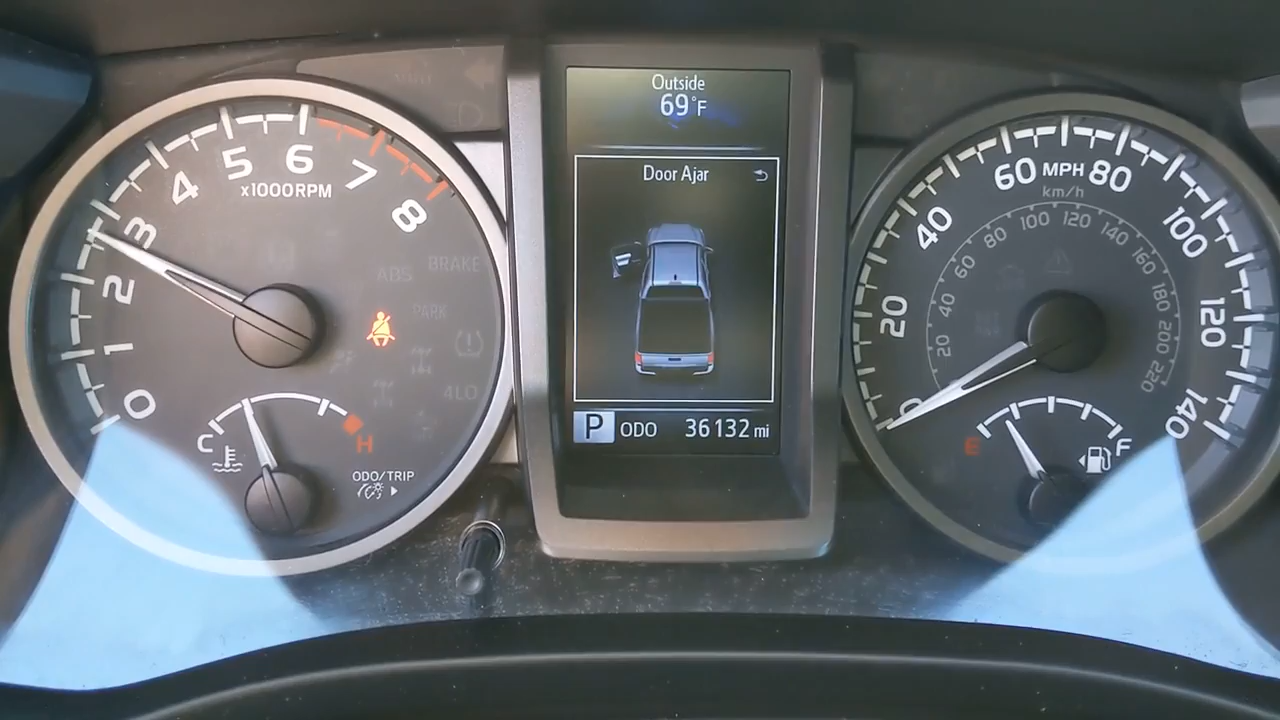 0
1
2
3
4
5
6
7
8
x1000RPM
ABS
BRAKE
PARK
4LO
C
H
ODO/TRIP
Outside
69°F
Door Ajar
P ODO 36132 mi
0
20
40
60 MPH 80
100
120
140
km/h
20
40
60
80
100
120
140
160
180
200
220
E
F